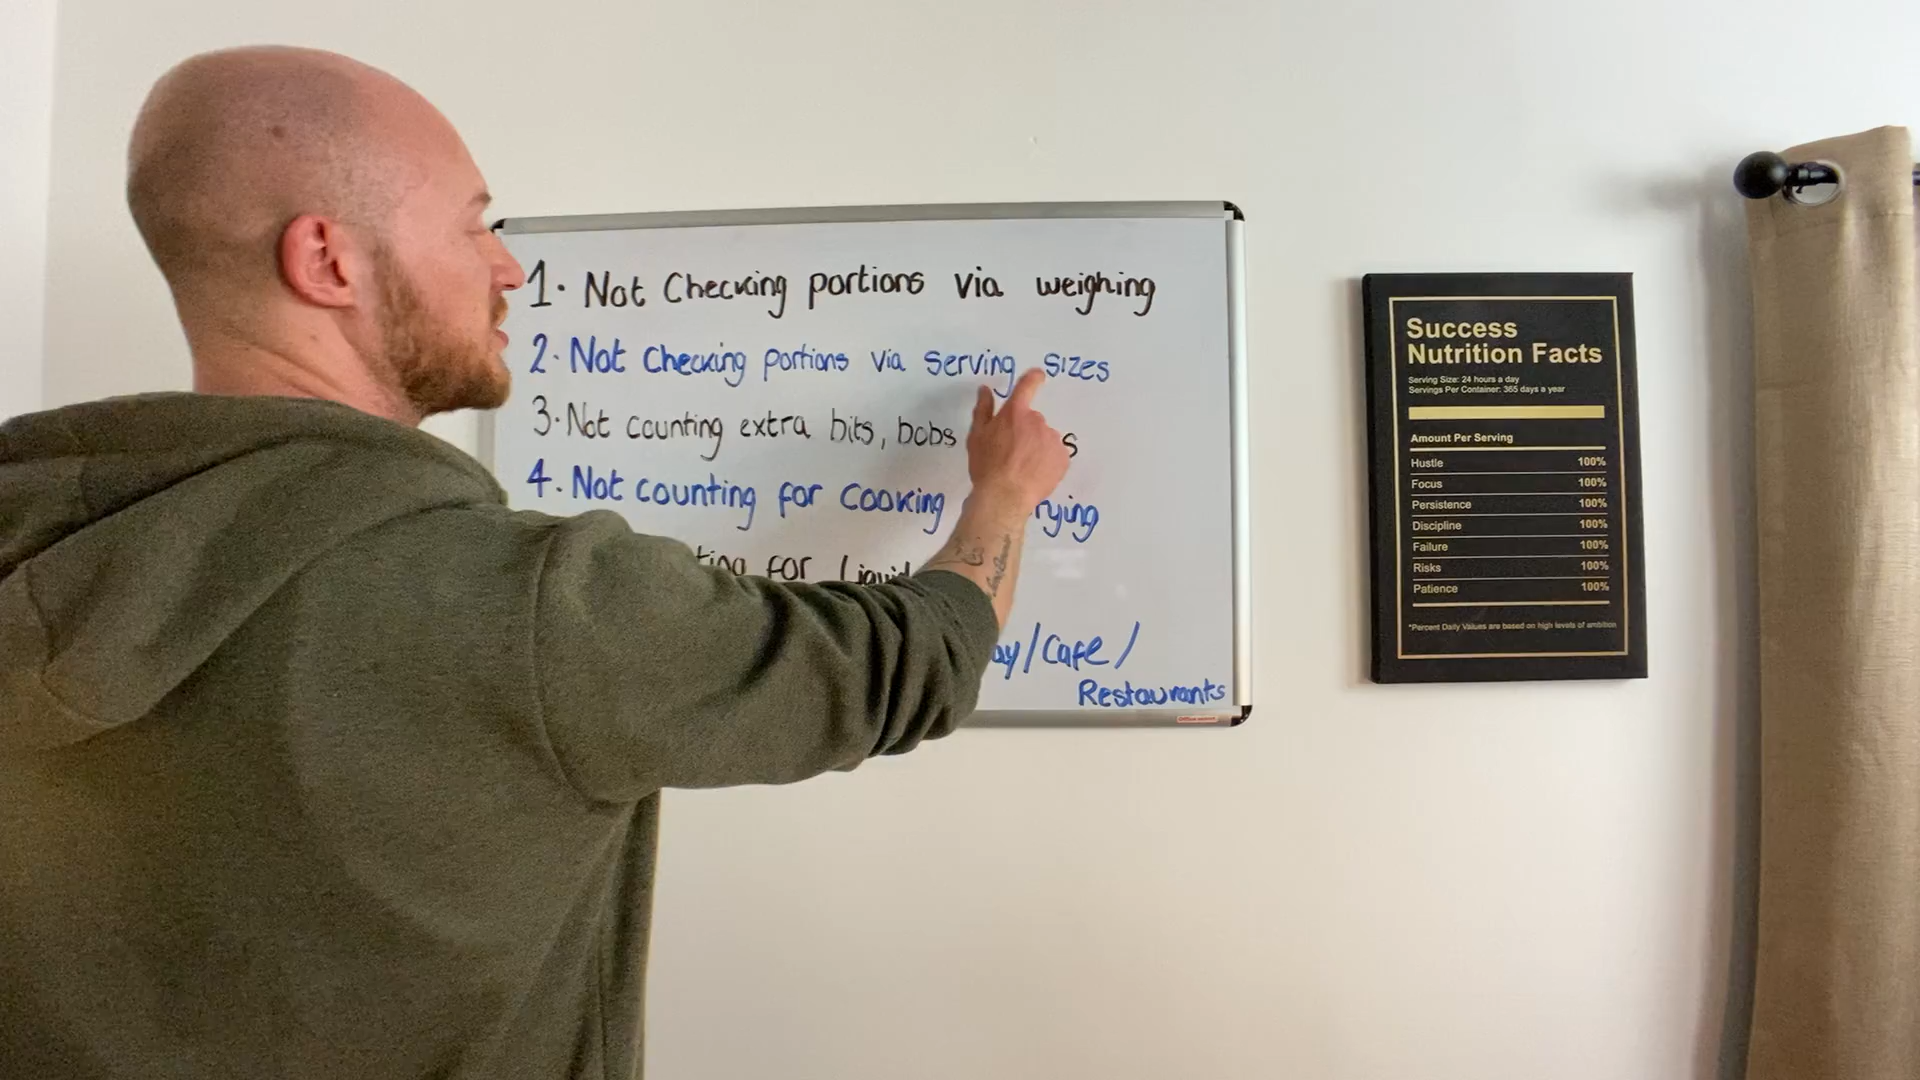 1. Not Checking portions via weighing
2. Not Checking portions via serving sizes
3. Not counting extra bits, bobs
4. Not counting for cooking
for
/Cafe/
Restaurants
Success
Nutrition Facts
Serving Size: 24 hours a day
Servings Per Container: 365 days a year
Amount Per Serving
Hustle 100%
Focus 100%
Persistence 100%
Discipline 100%
Failure 100%
Risks 100%
Patience 100%
*Percent Daily Values are based on high levels of ambition